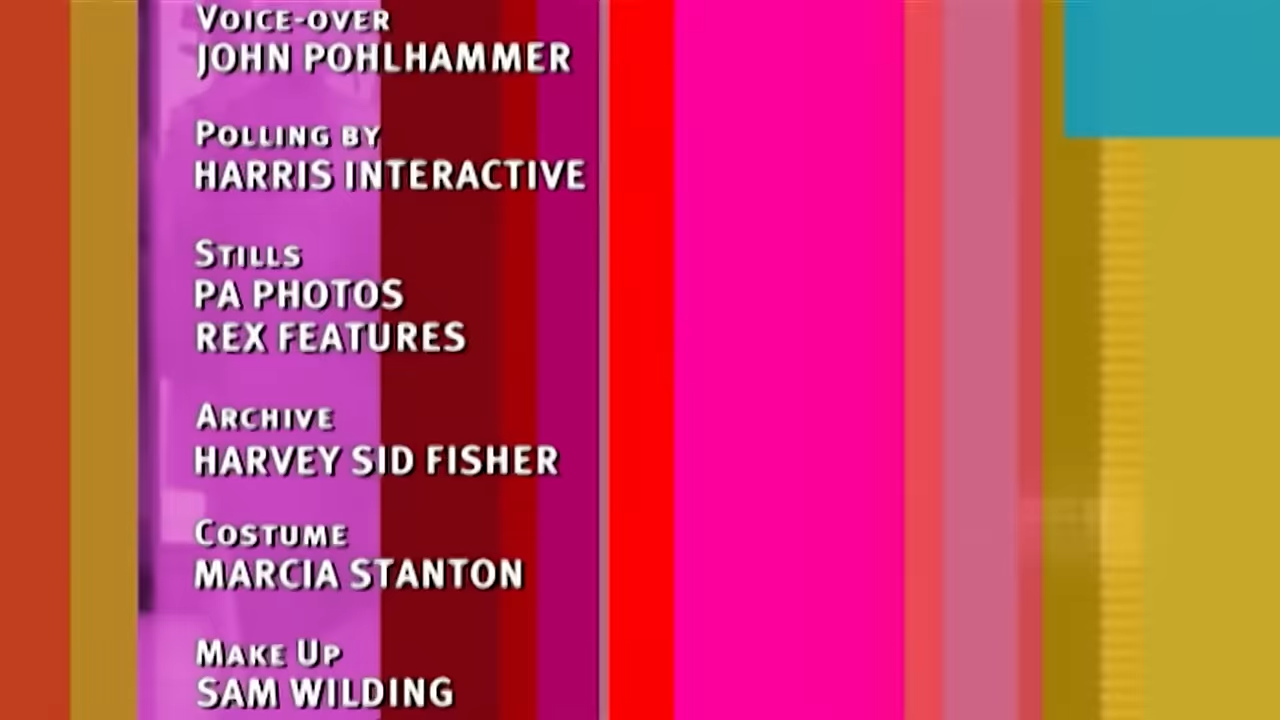 Voice-over
JOHN POHLHAMMER
Polling by
HARRIS INTERACTIVE
Stills
PA PHOTOS
REX FEATURES
Archive
HARVEY SID FISHER
Costume
MARCIA STANTON
Make Up
SAM WILDING